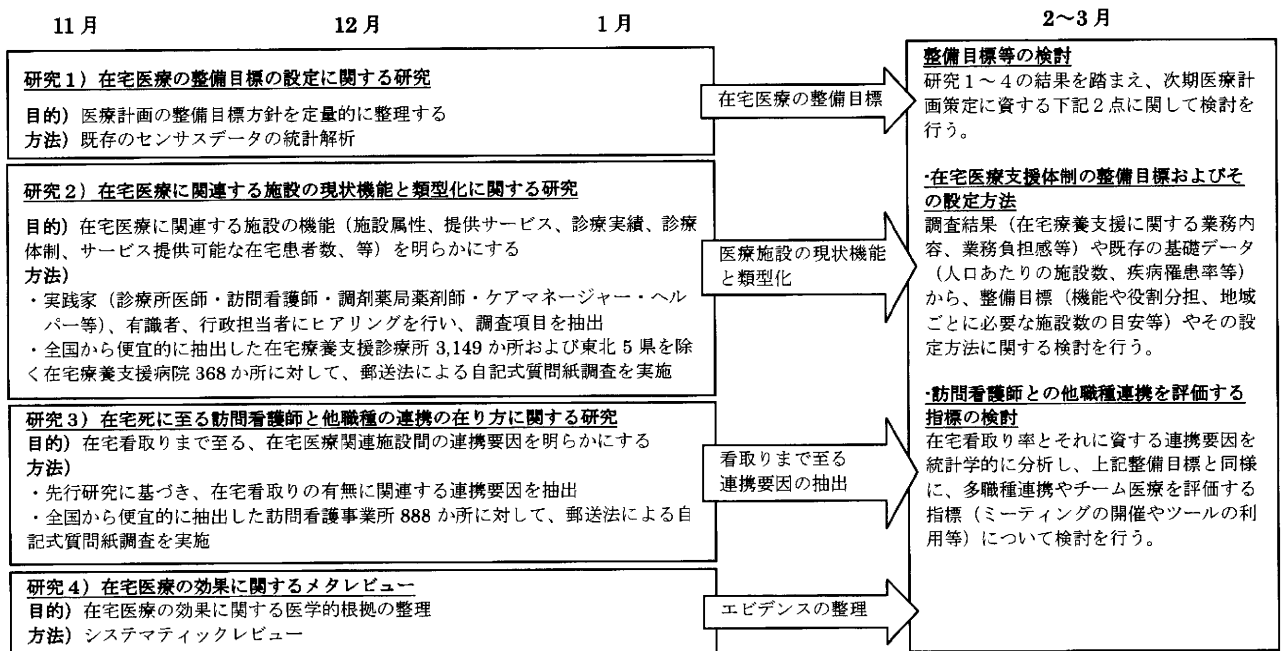 11月
12月
1月
2〜3月
研究1）在宅医療の整備目標の設定に関する研究
目的）医療計画の整備目標方針を定量的に整理する
方法）既存のセンサスデータの統計解析
在宅医療の整備目標
研究2）在宅医療に関連する施設の現状機能と類型化に関する研究
目的）在宅医療に関連する施設の機能（施設属性、提供サービス、診療実績、診療
体制、サービス提供可能な在宅患者数、等）を明らかにする
方法）
・実践家（診療所医師・訪問看護師・調剤薬局薬剤師・ケアマネージャー・ヘル
パー等）、有識者、行政担当者にヒアリングを行い、調査項目を抽出
・全国から便宜的に抽出した在宅療養支援診療所 3,149 か所および東北 5 県を除
く在宅療養支援病院 368 か所に対して、郵送法による自記式質問紙調査を実施
医療施設の現状機能
と類型化
研究3）在宅死に至る訪問看護師と他職種の連携の在り方に関する研究
目的）在宅看取りまで至る、在宅医療関連施設間の連携要因を明らかにする
方法）
・先行研究に基づき、在宅看取りの有無に関連する連携要因を抽出
・全国から便宜的に抽出した訪問看護事業所 888 か所に対して、郵送法による自
記式質問紙調査を実施
看取りまで至る
連携要因の抽出
研究4）在宅医療の効果に関するメタレビュー
目的）在宅医療の効果に関する医学的根拠の整理
方法）システマティックレビュー
エビデンスの整理
整備目標等の検討
研究1〜4の結果を踏まえ、次期医療計
画策定に資する下記2点に関して検討を
行う。
・在宅医療支援体制の整備目標およびそ
の設定方法
調査結果（在宅療養支援に関する業務内
容、業務負担感等）や既存の基礎データ
（人口あたりの施設数、疾病罹患率等）
から、整備目標（機能や役割分担、地域
ごとに必要な施設数の目安等）やその設
定方法に関する検討を行う。
・訪問看護師との他職種連携を評価する
指標の検討
在宅看取り率とそれに資する連携要因を
統計学的に分析し、上記整備目標と同様
に、多職種連携やチーム医療を評価する
指標（ミーティングの開催やツールの利
用等）について検討を行う。